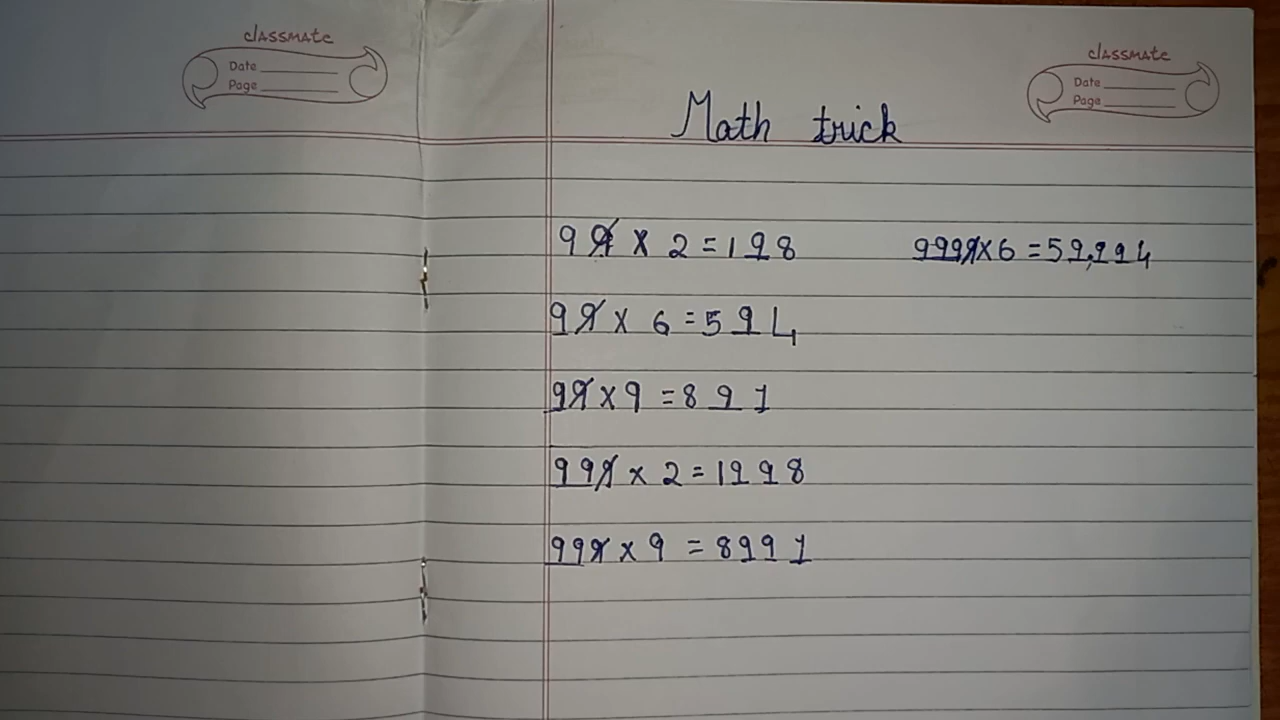 classmate
Date
Page
classmate
Date
Page
Math trick
99 x 2 = 198
99 x 6 = 594
99 x 9 = 891
999 x 2 = 1998
999 x 9 = 8991
9999 x 6 = 59,994